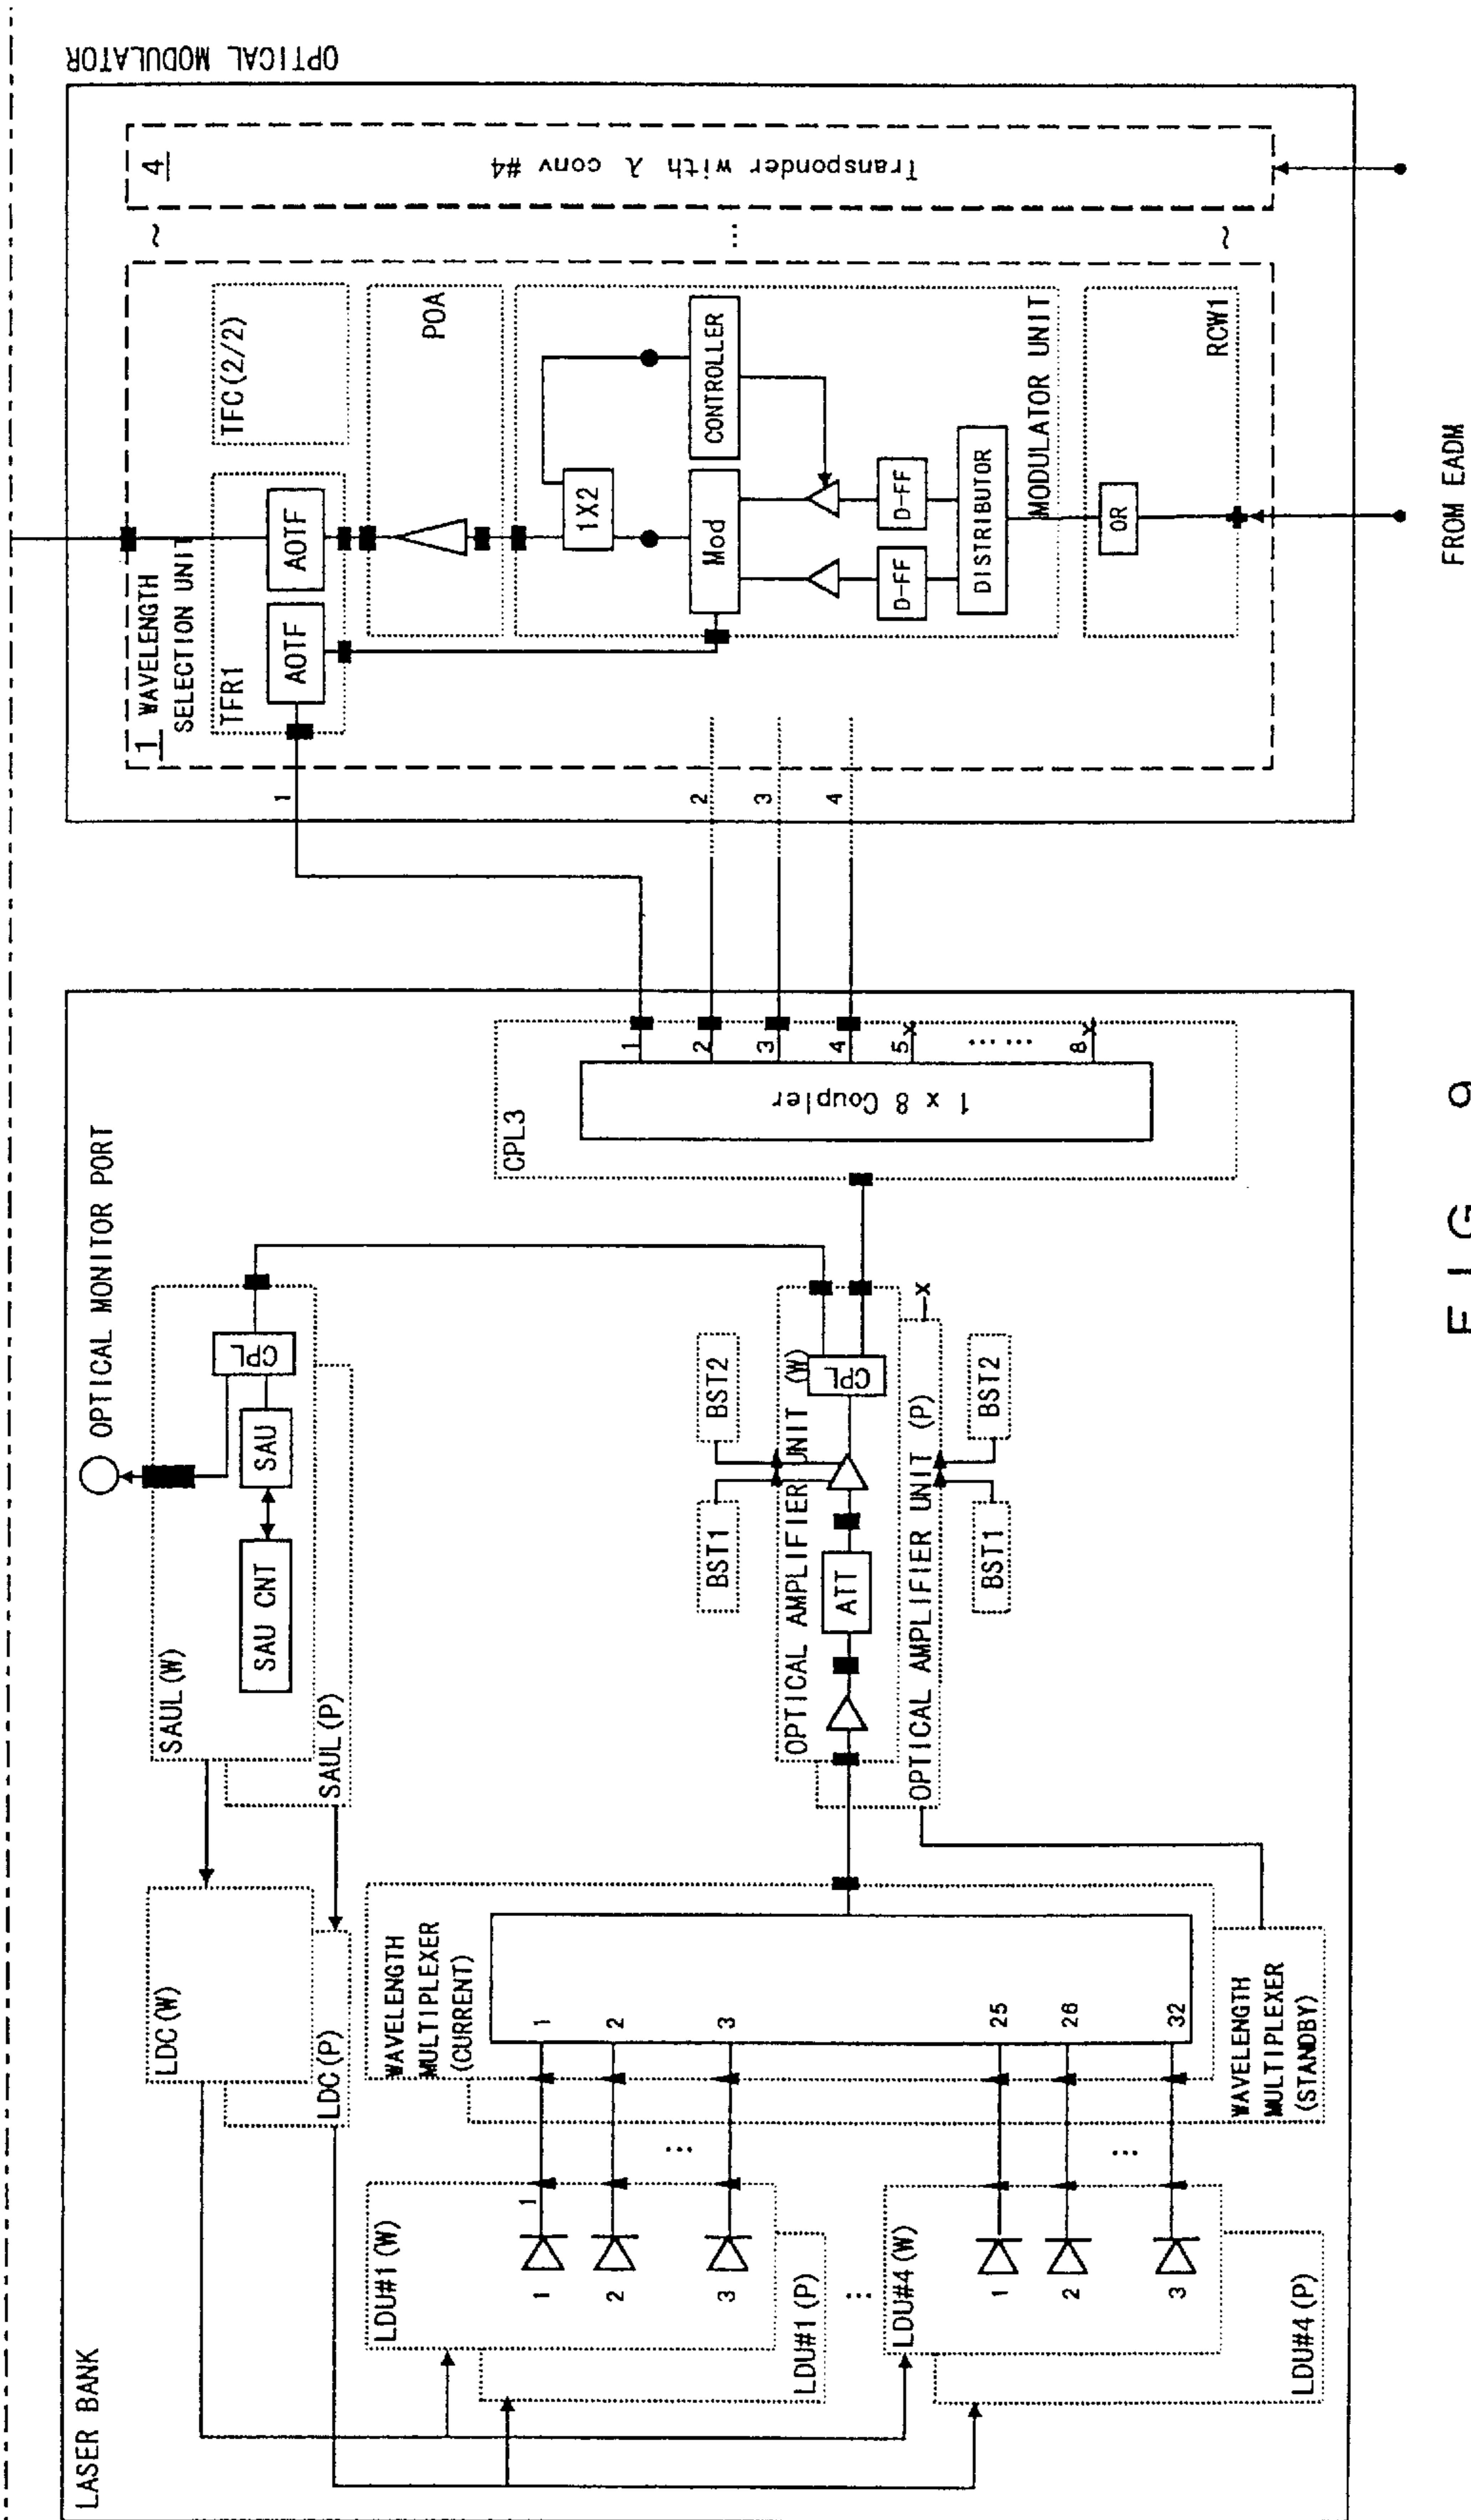 LASER BANK
LDC(W)
LDC(P)
SAUL(W)
SAUL(P)
SAU CNT
SAU
CPL
OPTICAL MONITOR PORT
LDU#1(W)
1
2
3
1
LDU#1(P)
⋮
LDU#4(W)
1
2
3
LDU#4(P)
...
...
WAVELENGTH
MULTIPLEXER
(CURRENT)
1
2
3
25
26
32
WAVELENGTH
MULTIPLEXER
(STANDBY)
OPTICAL AMPLIFIER UNIT (W)
ATT
CPL
OPTICAL AMPLIFIER UNIT (P)
x
BST1
BST2
BST1
BST2
CPL3
1 x 8 Coupler
1
2
3
4
5
x
......
8
x
OPTICAL MODULATOR
1
2
3
4
1 WAVELENGTH
SELECTION UNIT
TFR1
AOTF
AOTF
TFC(2/2)
POA
1X2
Mod
CONTROLLER
D-FF
D-FF
DISTRIBUTOR
MODULATOR UNIT
OR
RCW1
~
...
~
4
Transponder with λ conv #4
FROM EADM
FIG. 9